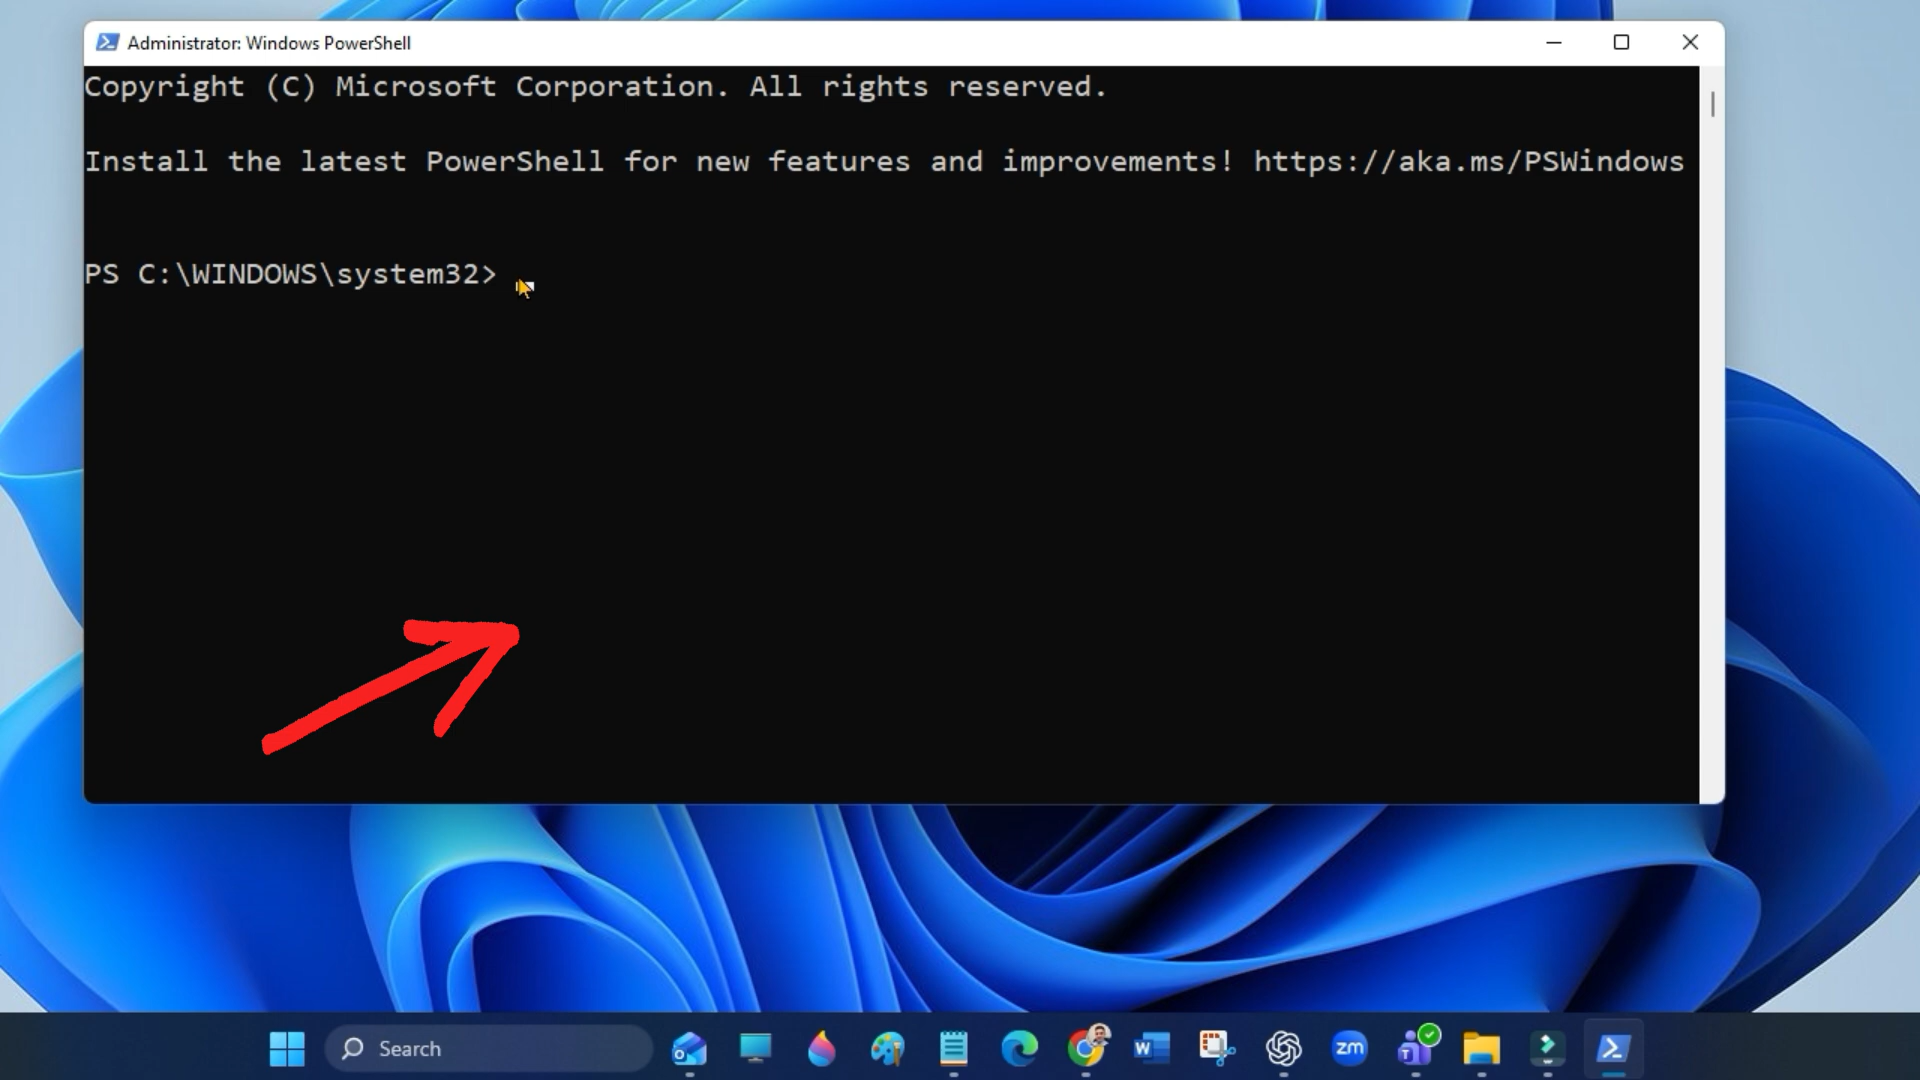 Administrator: Windows PowerShell
Copyright (C) Microsoft Corporation. All rights reserved.
Install the latest PowerShell for new features and improvements! https://aka.ms/PSWindows
PS C:\WINDOWS\system32>
Search
O
W
zm
T